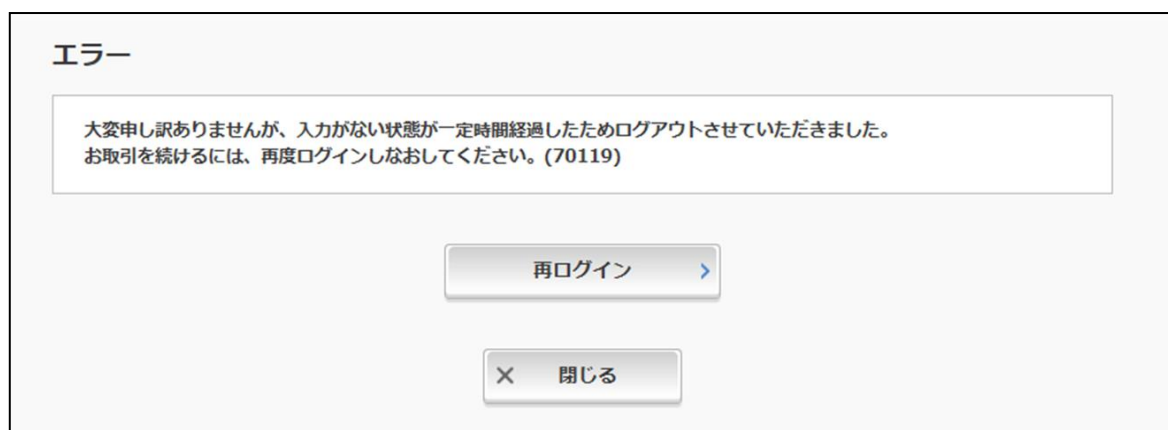 エラー
大変申し訳ありませんが、入力がない状態が一定時間経過したためログアウトさせていただきました。
お取引を続けるには、再度ログインしなおしてください。(70119)
再ログイン
閉じる